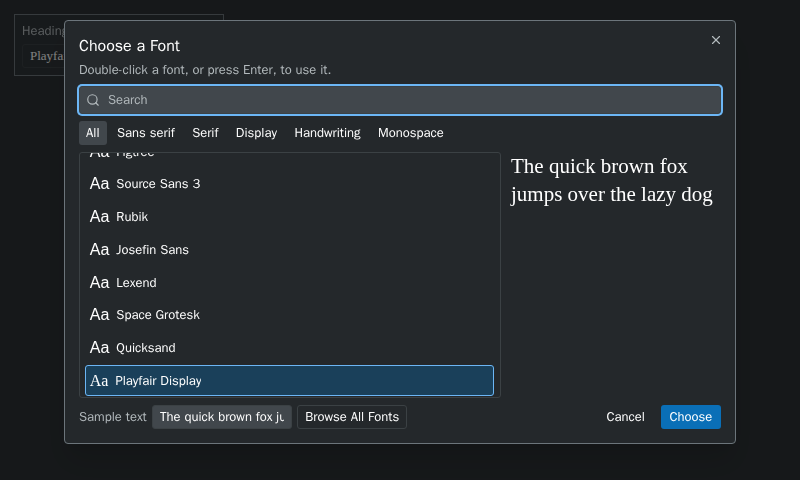 Heading
Playfai
Choose a Font
Double-click a font, or press Enter, to use it.
Search
All Sans serif Serif Display Handwriting Monospace
Aa Figtree
Aa Source Sans 3
Aa Rubik
Aa Josefin Sans
Aa Lexend
Aa Space Grotesk
Aa Quicksand
Aa Playfair Display
The quick brown fox
jumps over the lazy dog
Sample text The quick brown fox ju Browse All Fonts Cancel Choose